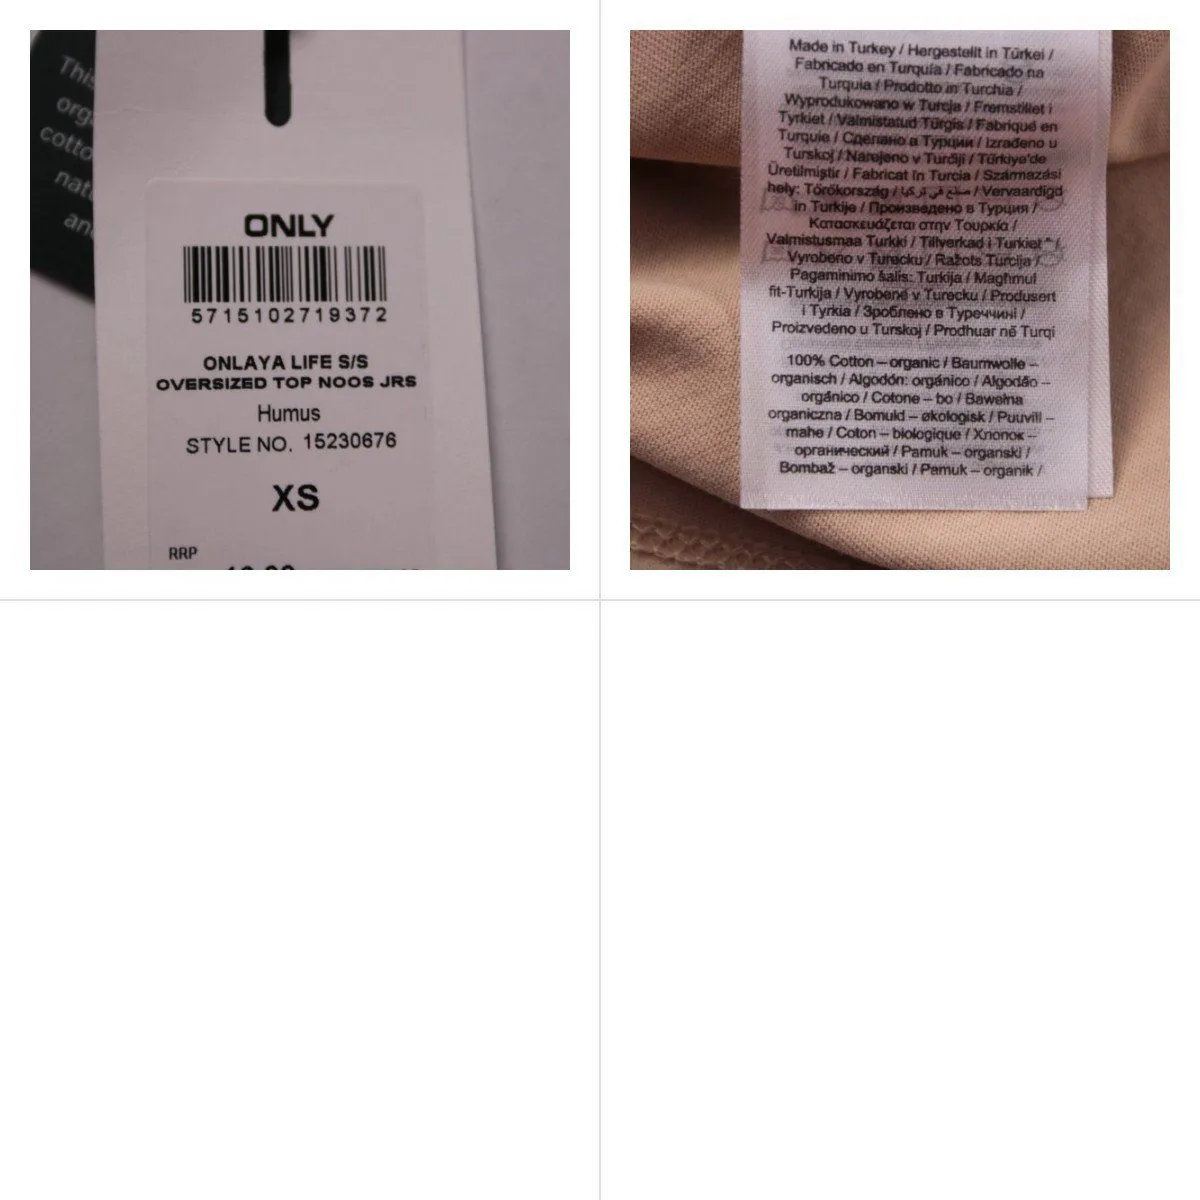 This
orga
cotto
natu
and
ONLY
5715102719372
ONLAYA LIFE S/S
OVERSIZED TOP NOOS JRS
Humus
STYLE NO. 15230676
XS
RRP
Made in Turkey / Hergestellt in Türkei /
Fabricado en Turquía / Fabricado na
Turquia / Prodotto in Turchia /
Wyprodukowano w Turcja / Fremstillet i
Tyrkiet / Valmistatud Türgis / Fabriqué en
Turquie / Сделано в Турции / Izrađeno u
Turskoj / Narejeno v Turčiji / Türkiye'de
Üretilmiştir / Fabricat în Turcia / Származási
hely: Törökország / صنع في تركيا / Vervaardigd
in Turkije / Произведено в Турция /
Κατασκευάζεται στην Τουρκία /
Valmistusmaa Turkki / Tillverkad i Turkiet /
Vyrobeno v Turecku / Ražots Turcija /
Pagaminimo šalis: Turkija / Magħmul
fit-Turkija / Vyrobené v Turecku / Produsert
i Tyrkia / Зроблено в Туреччині /
Proizvedeno u Turskoj / Prodhuar në Turqi
100% Cotton – organic / Baumwolle –
organisch / Algodón: orgánico / Algodão –
orgânico / Cotone – bo / Bawełna
organiczna / Bomuld – økologisk / Puuvill –
mahe / Coton – biologique / Хлопок –
органический / Pamuk – organski /
Bombaž – organski / Pamuk – organik /